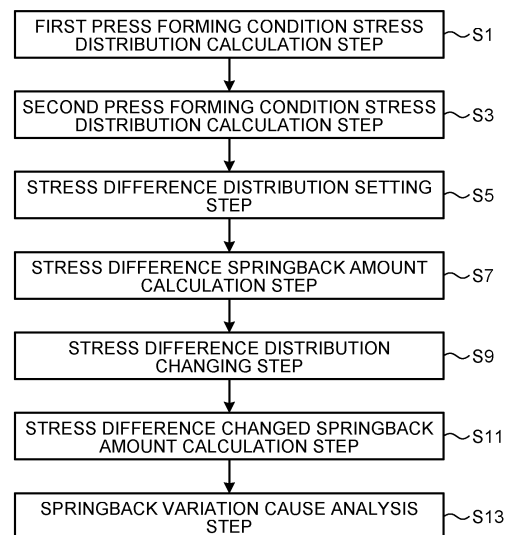 FIRST PRESS FORMING CONDITION STRESS
DISTRIBUTION CALCULATION STEP
S1
SECOND PRESS FORMING CONDITION STRESS
DISTRIBUTION CALCULATION STEP
S3
STRESS DIFFERENCE DISTRIBUTION SETTING
STEP
S5
STRESS DIFFERENCE SPRINGBACK AMOUNT
CALCULATION STEP
S7
STRESS DIFFERENCE DISTRIBUTION
CHANGING STEP
S9
STRESS DIFFERENCE CHANGED SPRINGBACK
AMOUNT CALCULATION STEP
S11
SPRINGBACK VARIATION CAUSE ANALYSIS
STEP
S13